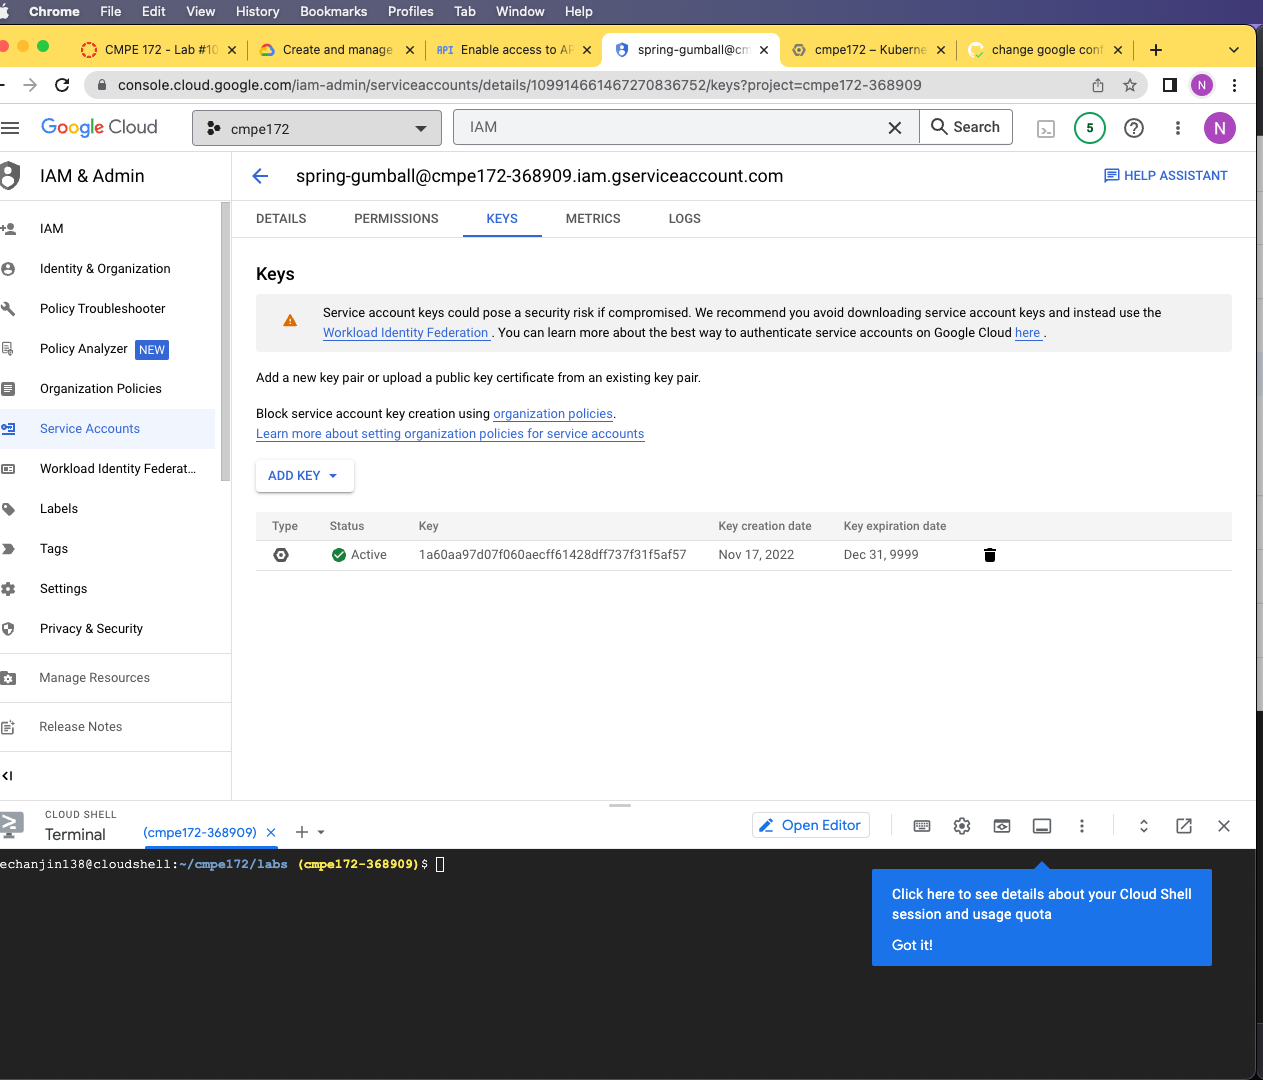 Chrome File Edit View History Bookmarks Profiles Tab Window Help
CMPE 172 - Lab #10
Create and manage
API Enable access to AP
spring-gumball@cm
cmpe172 – Kuberne
change google conf
console.cloud.google.com/iam-admin/serviceaccounts/details/109914661467270836752/keys?project=cmpe172-368909
N
Google Cloud
cmpe172
IAM
Search
5
N
IAM & Admin
spring-gumball@cmpe172-368909.iam.gserviceaccount.com
HELP ASSISTANT
DETAILS PERMISSIONS KEYS METRICS LOGS
IAM
Identity & Organization
Policy Troubleshooter
Policy Analyzer NEW
Organization Policies
Service Accounts
Workload Identity Federat...
Labels
Tags
Settings
Privacy & Security
Manage Resources
Release Notes
Keys
Service account keys could pose a security risk if compromised. We recommend you avoid downloading service account keys and instead use the
Workload Identity Federation . You can learn more about the best way to authenticate service accounts on Google Cloud here .
Add a new key pair or upload a public key certificate from an existing key pair.
Block service account key creation using organization policies.
Learn more about setting organization policies for service accounts
ADD KEY
Type Status Key Key creation date Key expiration date
Active 1a60aa97d07f060aecff61428dff737f31f5af57 Nov 17, 2022 Dec 31, 9999
CLOUD SHELL
Terminal
(cmpe172-368909)
Open Editor
echanjin138@cloudshell:~/cmpe172/labs (cmpe172-368909)$
Click here to see details about your Cloud Shell
session and usage quota
Got it!